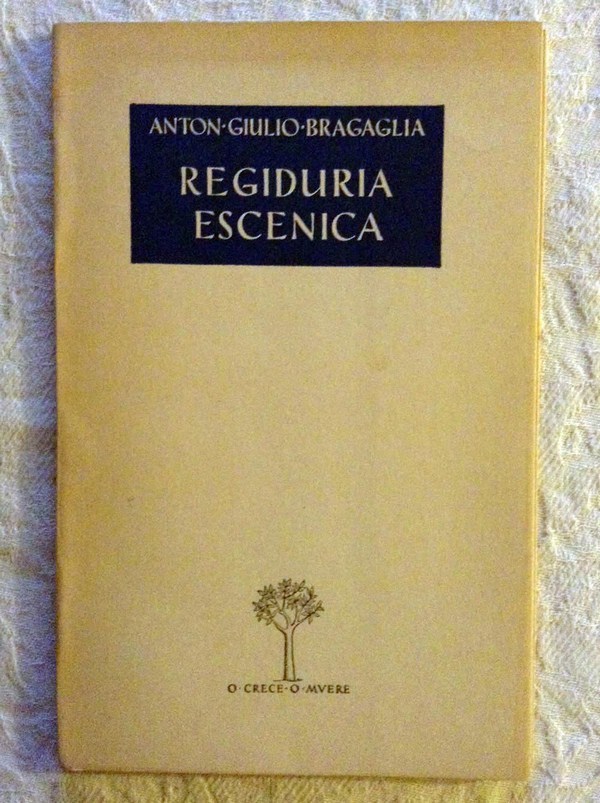 ANTON·GIULIO·BRAGAGLIA
REGIDURIA
ESCENICA
O·CRECE·O·MVERE